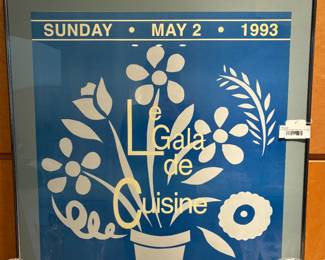 SUNDAY • MAY 2 • 1993
Le
Gala
de
Cuisine